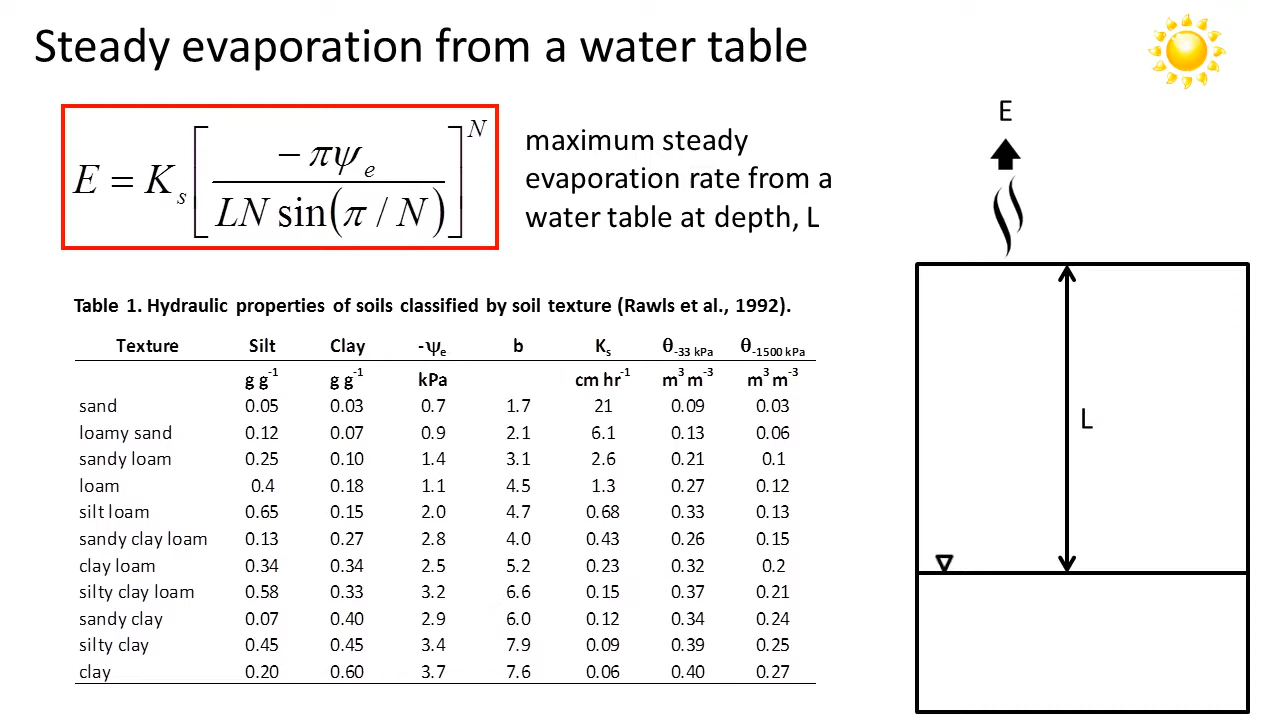 Steady evaporation from a water table
E = Kₛ [ −πψₑ / LN sin(π / N) ]ᴺ
maximum steady
evaporation rate from a
water table at depth, L
E
L
Table 1. Hydraulic properties of soils classified by soil texture (Rawls et al., 1992).
Texture Silt Clay -ψₑ b Kₛ θ-33 kPa θ-1500 kPa
g g⁻¹ g g⁻¹ kPa cm hr⁻¹ m³ m⁻³ m³ m⁻³
sand 0.05 0.03 0.7 1.7 21 0.09 0.03
loamy sand 0.12 0.07 0.9 2.1 6.1 0.13 0.06
sandy loam 0.25 0.10 1.4 3.1 2.6 0.21 0.1
loam 0.4 0.18 1.1 4.5 1.3 0.27 0.12
silt loam 0.65 0.15 2.0 4.7 0.68 0.33 0.13
sandy clay loam 0.13 0.27 2.8 4.0 0.43 0.26 0.15
clay loam 0.34 0.34 2.5 5.2 0.23 0.32 0.2
silty clay loam 0.58 0.33 3.2 6.6 0.15 0.37 0.21
sandy clay 0.07 0.40 2.9 6.0 0.12 0.34 0.24
silty clay 0.45 0.45 3.4 7.9 0.09 0.39 0.25
clay 0.20 0.60 3.7 7.6 0.06 0.40 0.27